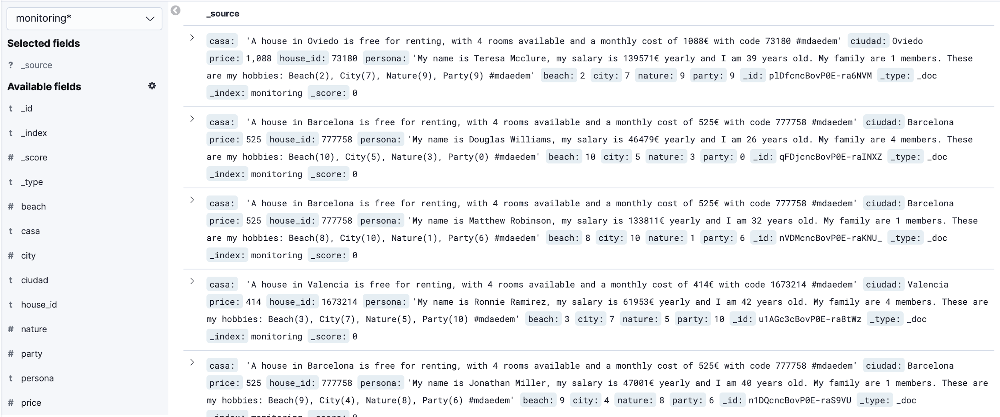 monitoring*
Selected fields
? _source
Available fields
t _id
t _index
# _score
t _type
# beach
t casa
# city
t ciudad
t house_id
# nature
# party
t persona
# price
_source
casa: 'A house in Oviedo is free for renting, with 4 rooms available and a monthly cost of 1088€ with code 73180 #mdaedem' ciudad: Oviedo
price: 1,088 house_id: 73180 persona: 'My name is Teresa Mcclure, my salary is 139571€ yearly and I am 39 years old. My family are 1 members. These
are my hobbies: Beach(2), City(7), Nature(9), Party(9) #mdaedem' beach: 2 city: 7 nature: 9 party: 9 _id: plDfcncBovP0E-ra6NVM _type: _doc
_index: monitoring _score: 0
casa: 'A house in Barcelona is free for renting, with 4 rooms available and a monthly cost of 525€ with code 777758 #mdaedem' ciudad: Barcelona
price: 525 house_id: 777758 persona: 'My name is Douglas Williams, my salary is 46479€ yearly and I am 26 years old. My family are 4 members. These
are my hobbies: Beach(10), City(5), Nature(3), Party(0) #mdaedem' beach: 10 city: 5 nature: 3 party: 0 _id: qFDjcncBovP0E-raINXZ _type: _doc
_index: monitoring _score: 0
casa: 'A house in Barcelona is free for renting, with 4 rooms available and a monthly cost of 525€ with code 777758 #mdaedem' ciudad: Barcelona
price: 525 house_id: 777758 persona: 'My name is Matthew Robinson, my salary is 133811€ yearly and I am 32 years old. My family are 1 members. These
are my hobbies: Beach(8), City(10), Nature(1), Party(6) #mdaedem' beach: 8 city: 10 nature: 1 party: 6 _id: nVDMcncBovP0E-raKNU_ _type: _doc
_index: monitoring _score: 0
casa: 'A house in Valencia is free for renting, with 4 rooms available and a monthly cost of 414€ with code 1673214 #mdaedem' ciudad: Valencia
price: 414 house_id: 1673214 persona: 'My name is Ronnie Ramirez, my salary is 61953€ yearly and I am 42 years old. My family are 4 members. These are
my hobbies: Beach(3), City(7), Nature(5), Party(10) #mdaedem' beach: 3 city: 7 nature: 5 party: 10 _id: u1AGc3cBovP0E-ra8tWz _type: _doc
_index: monitoring _score: 0
casa: 'A house in Barcelona is free for renting, with 4 rooms available and a monthly cost of 525€ with code 777758 #mdaedem' ciudad: Barcelona
price: 525 house_id: 777758 persona: 'My name is Jonathan Miller, my salary is 47001€ yearly and I am 40 years old. My family are 1 members. These are
my hobbies: Beach(9), City(4), Nature(8), Party(6) #mdaedem' beach: 9 city: 4 nature: 8 party: 6 _id: n1DQcncBovP0E-raS9VU _type: _doc
_index: monitoring _score: 0